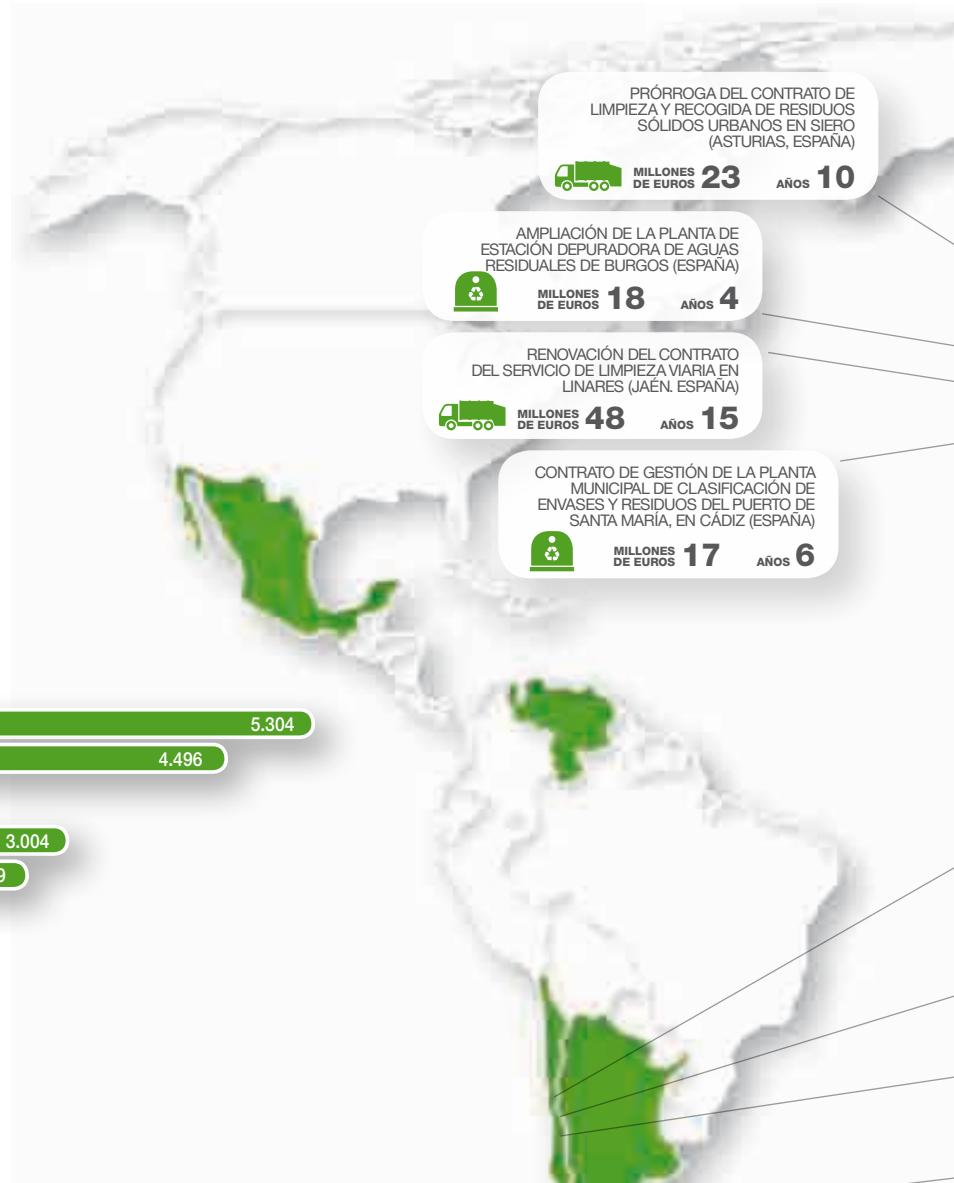 PRÓRROGA DEL CONTRATO DE
LIMPIEZA Y RECOGIDA DE RESIDUOS
SÓLIDOS URBANOS EN SIERO
(ASTURIAS, ESPAÑA)
MILLONES
DE EUROS 23 AÑOS 10
AMPLIACIÓN DE LA PLANTA DE
ESTACIÓN DEPURADORA DE AGUAS
RESIDUALES DE BURGOS (ESPAÑA)
MILLONES
DE EUROS 18 AÑOS 4
RENOVACIÓN DEL CONTRATO
DEL SERVICIO DE LIMPIEZA VIARIA EN
LINARES (JAÉN. ESPAÑA)
MILLONES
DE EUROS 48 AÑOS 15
CONTRATO DE GESTIÓN DE LA PLANTA
MUNICIPAL DE CLASIFICACIÓN DE
ENVASES Y RESIDUOS DEL PUERTO DE
SANTA MARÍA, EN CÁDIZ (ESPAÑA)
MILLONES
DE EUROS 17 AÑOS 6
5.304
4.496
3.004